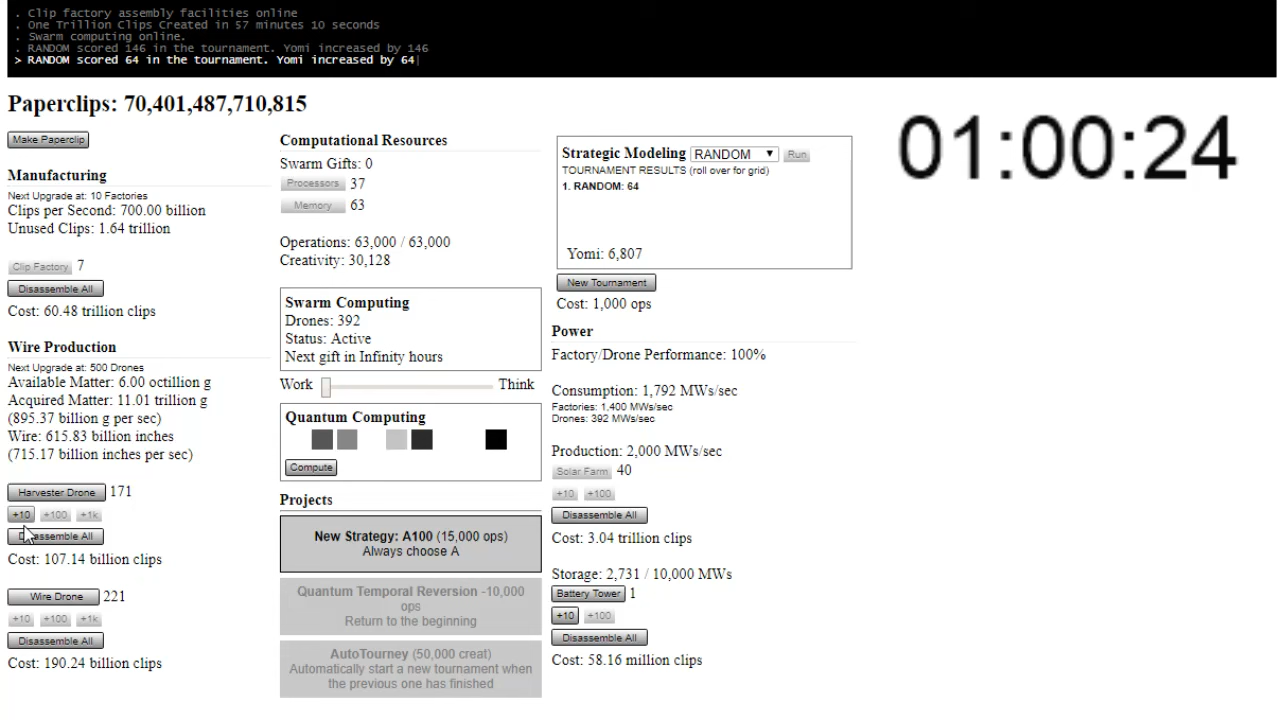 . Clip factory assembly facilities online
. One Trillion Clips Created in 57 minutes 10 seconds
. Swarm computing online.
. RANDOM scored 146 in the tournament. Yomi increased by 146
> RANDOM scored 64 in the tournament. Yomi increased by 64
Paperclips: 70,401,487,710,815
01:00:24
Make Paperclip
Manufacturing
Next Upgrade at: 10 Factories
Clips per Second: 700.00 billion
Unused Clips: 1.64 trillion
Clip Factory 7
Disassemble All
Cost: 60.48 trillion clips
Wire Production
Next Upgrade at: 500 Drones
Available Matter: 6.00 octillion g
Acquired Matter: 11.01 trillion g
(895.37 billion g per sec)
Wire: 615.83 billion inches
(715.17 billion inches per sec)
Harvester Drone 171
+10 +100 +1k
Disassemble All
Cost: 107.14 billion clips
Wire Drone 221
+10 +100 +1k
Disassemble All
Cost: 190.24 billion clips
Computational Resources
Swarm Gifts: 0
Processors 37
Memory 63
Operations: 63,000 / 63,000
Creativity: 30,128
Swarm Computing
Drones: 392
Status: Active
Next gift in Infinity hours
Work Think
Quantum Computing
Compute
Projects
New Strategy: A100 (15,000 ops)
Always choose A
Quantum Temporal Reversion -10,000
ops
Return to the beginning
AutoTourney (50,000 creat)
Automatically start a new tournament when
the previous one has finished
Strategic Modeling RANDOM Run
TOURNAMENT RESULTS (roll over for grid)
1. RANDOM: 64
Yomi: 6,807
New Tournament
Cost: 1,000 ops
Power
Factory/Drone Performance: 100%
Consumption: 1,792 MWs/sec
Factories: 1,400 MWs/sec
Drones: 392 MWs/sec
Production: 2,000 MWs/sec
Solar Farm 40
+10 +100
Disassemble All
Cost: 3.04 trillion clips
Storage: 2,731 / 10,000 MWs
Battery Tower 1
+10 +100
Disassemble All
Cost: 58.16 million clips